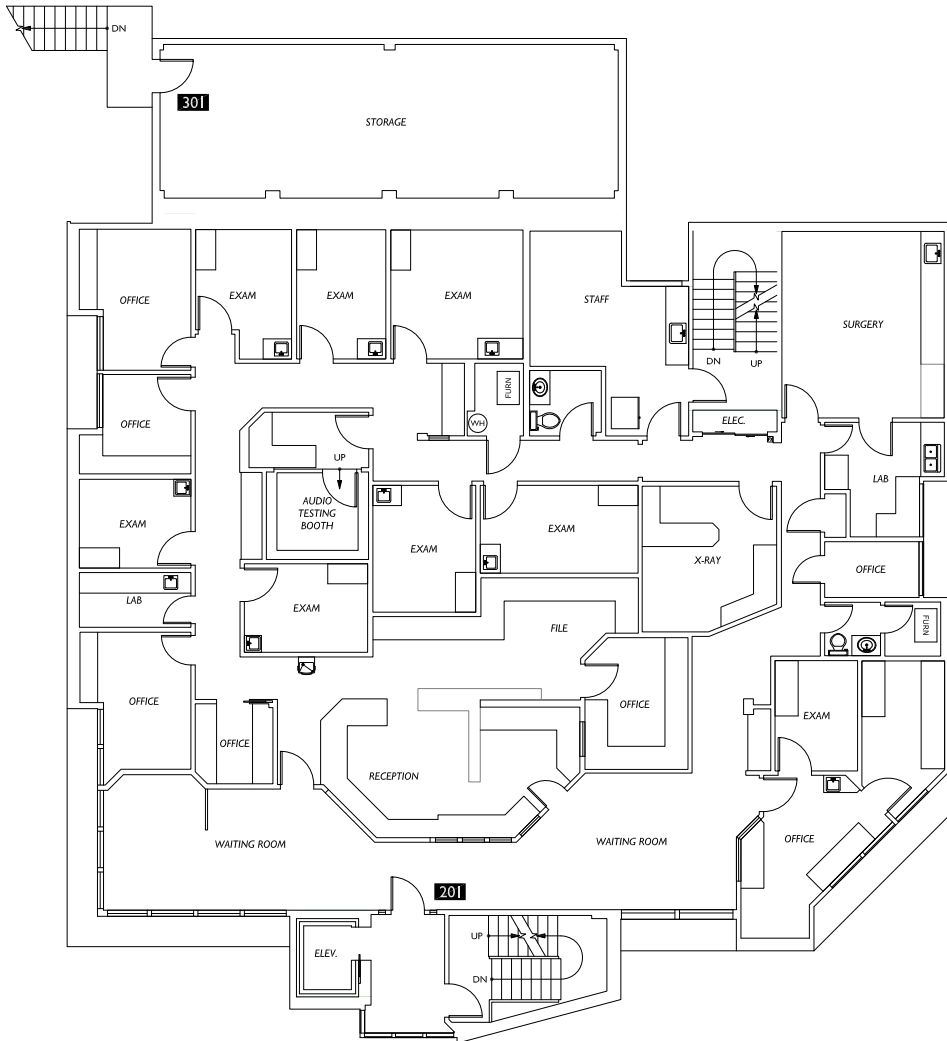 DN
301
STORAGE
OFFICE
EXAM
EXAM
EXAM
STAFF
SURGERY
DN
UP
FURN
WH
ELEC.
OFFICE
UP
AUDIO
TESTING
BOOTH
EXAM
EXAM
EXAM
LAB
X-RAY
OFFICE
LAB
EXAM
FILE
FURN
OFFICE
OFFICE
OFFICE
EXAM
RECEPTION
WAITING ROOM
WAITING ROOM
OFFICE
201
ELEV.
UP
DN